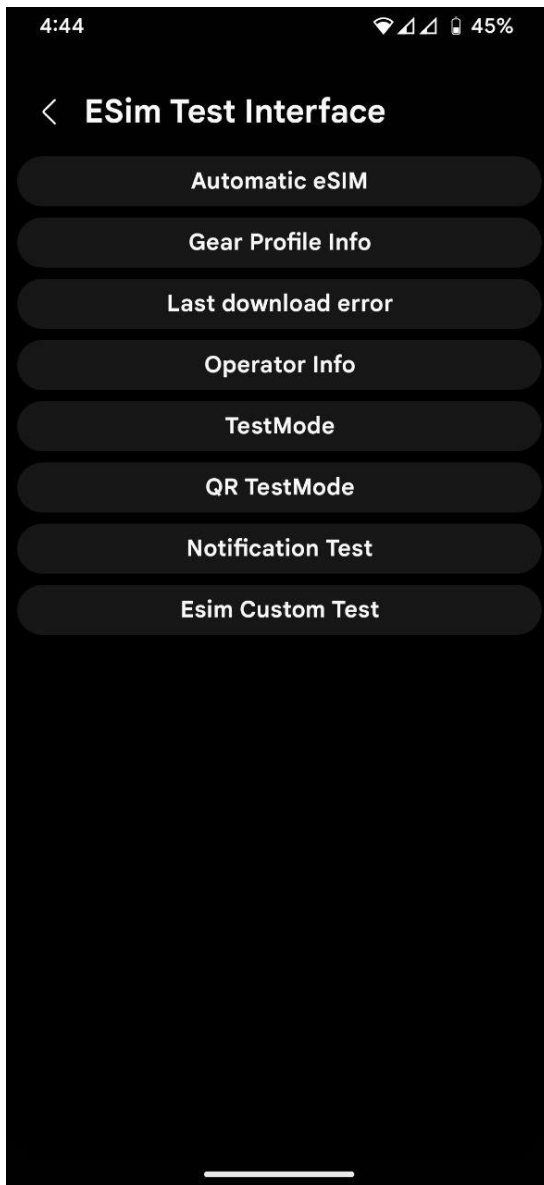 4:44 45%
ESim Test Interface
Automatic eSIM
Gear Profile Info
Last download error
Operator Info
TestMode
QR TestMode
Notification Test
Esim Custom Test